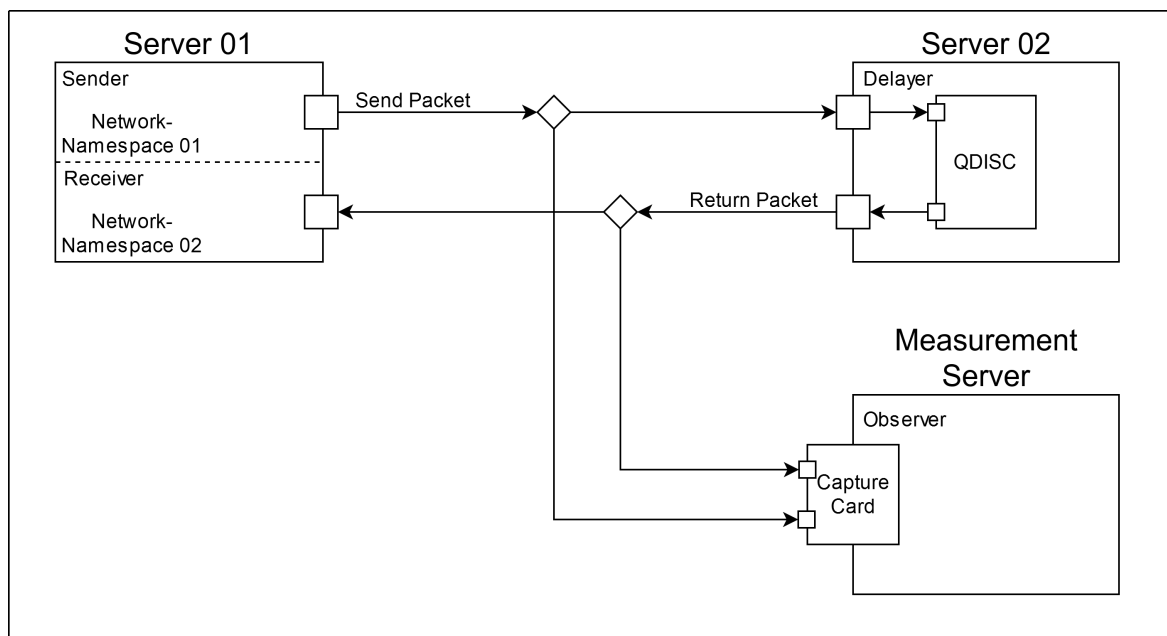 Server 01
Sender
Network-
Namespace 01
Receiver
Network-
Namespace 02
Send Packet
Return Packet
Server 02
Delayer
QDISC
Measurement
Server
Observer
Capture
Card